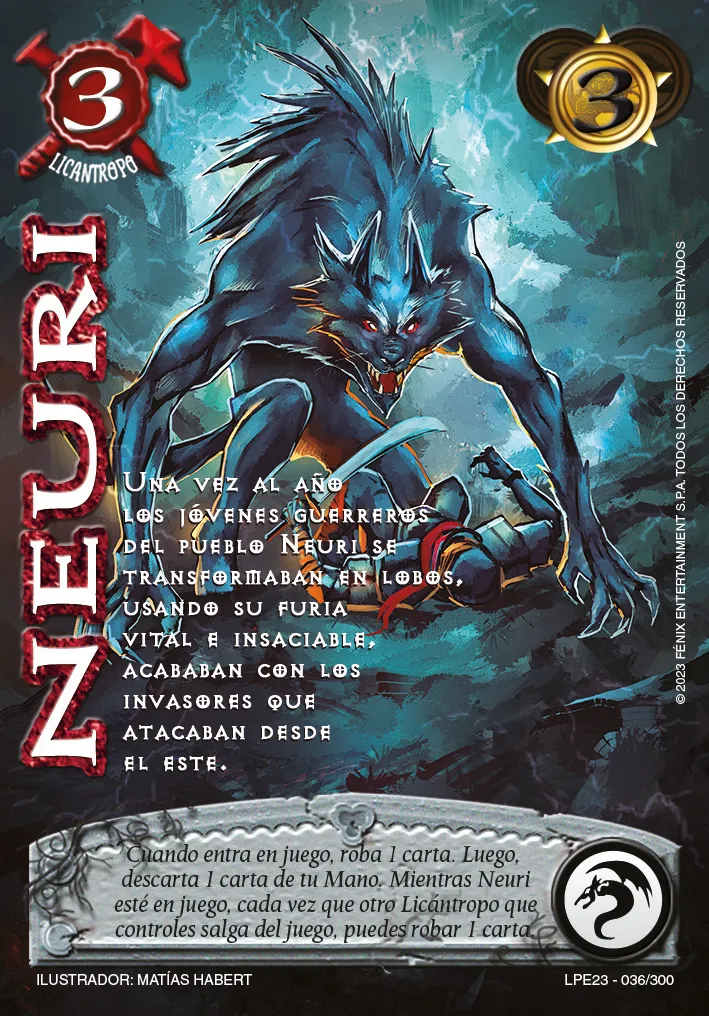 3
LICANTROPO
3
NEURI
Una vez al año
los jóvenes guerreros
del pueblo Neuri se
transformaban en lobos,
usando su furia
vital e insaciable,
acababan con los
invasores que
atacaban desde
el este.
© 2023 FÉNIX ENTERTAINMENT S.P.A. TODOS LOS DERECHOS RESERVADOS
Cuando entra en juego, roba 1 carta. Luego,
descarta 1 carta de tu Mano. Mientras Neuri
esté en juego, cada vez que otro Licántropo que
controles salga del juego, puedes robar 1 carta.
ILUSTRADOR: MATÍAS HABERT
LPE23 - 036/300